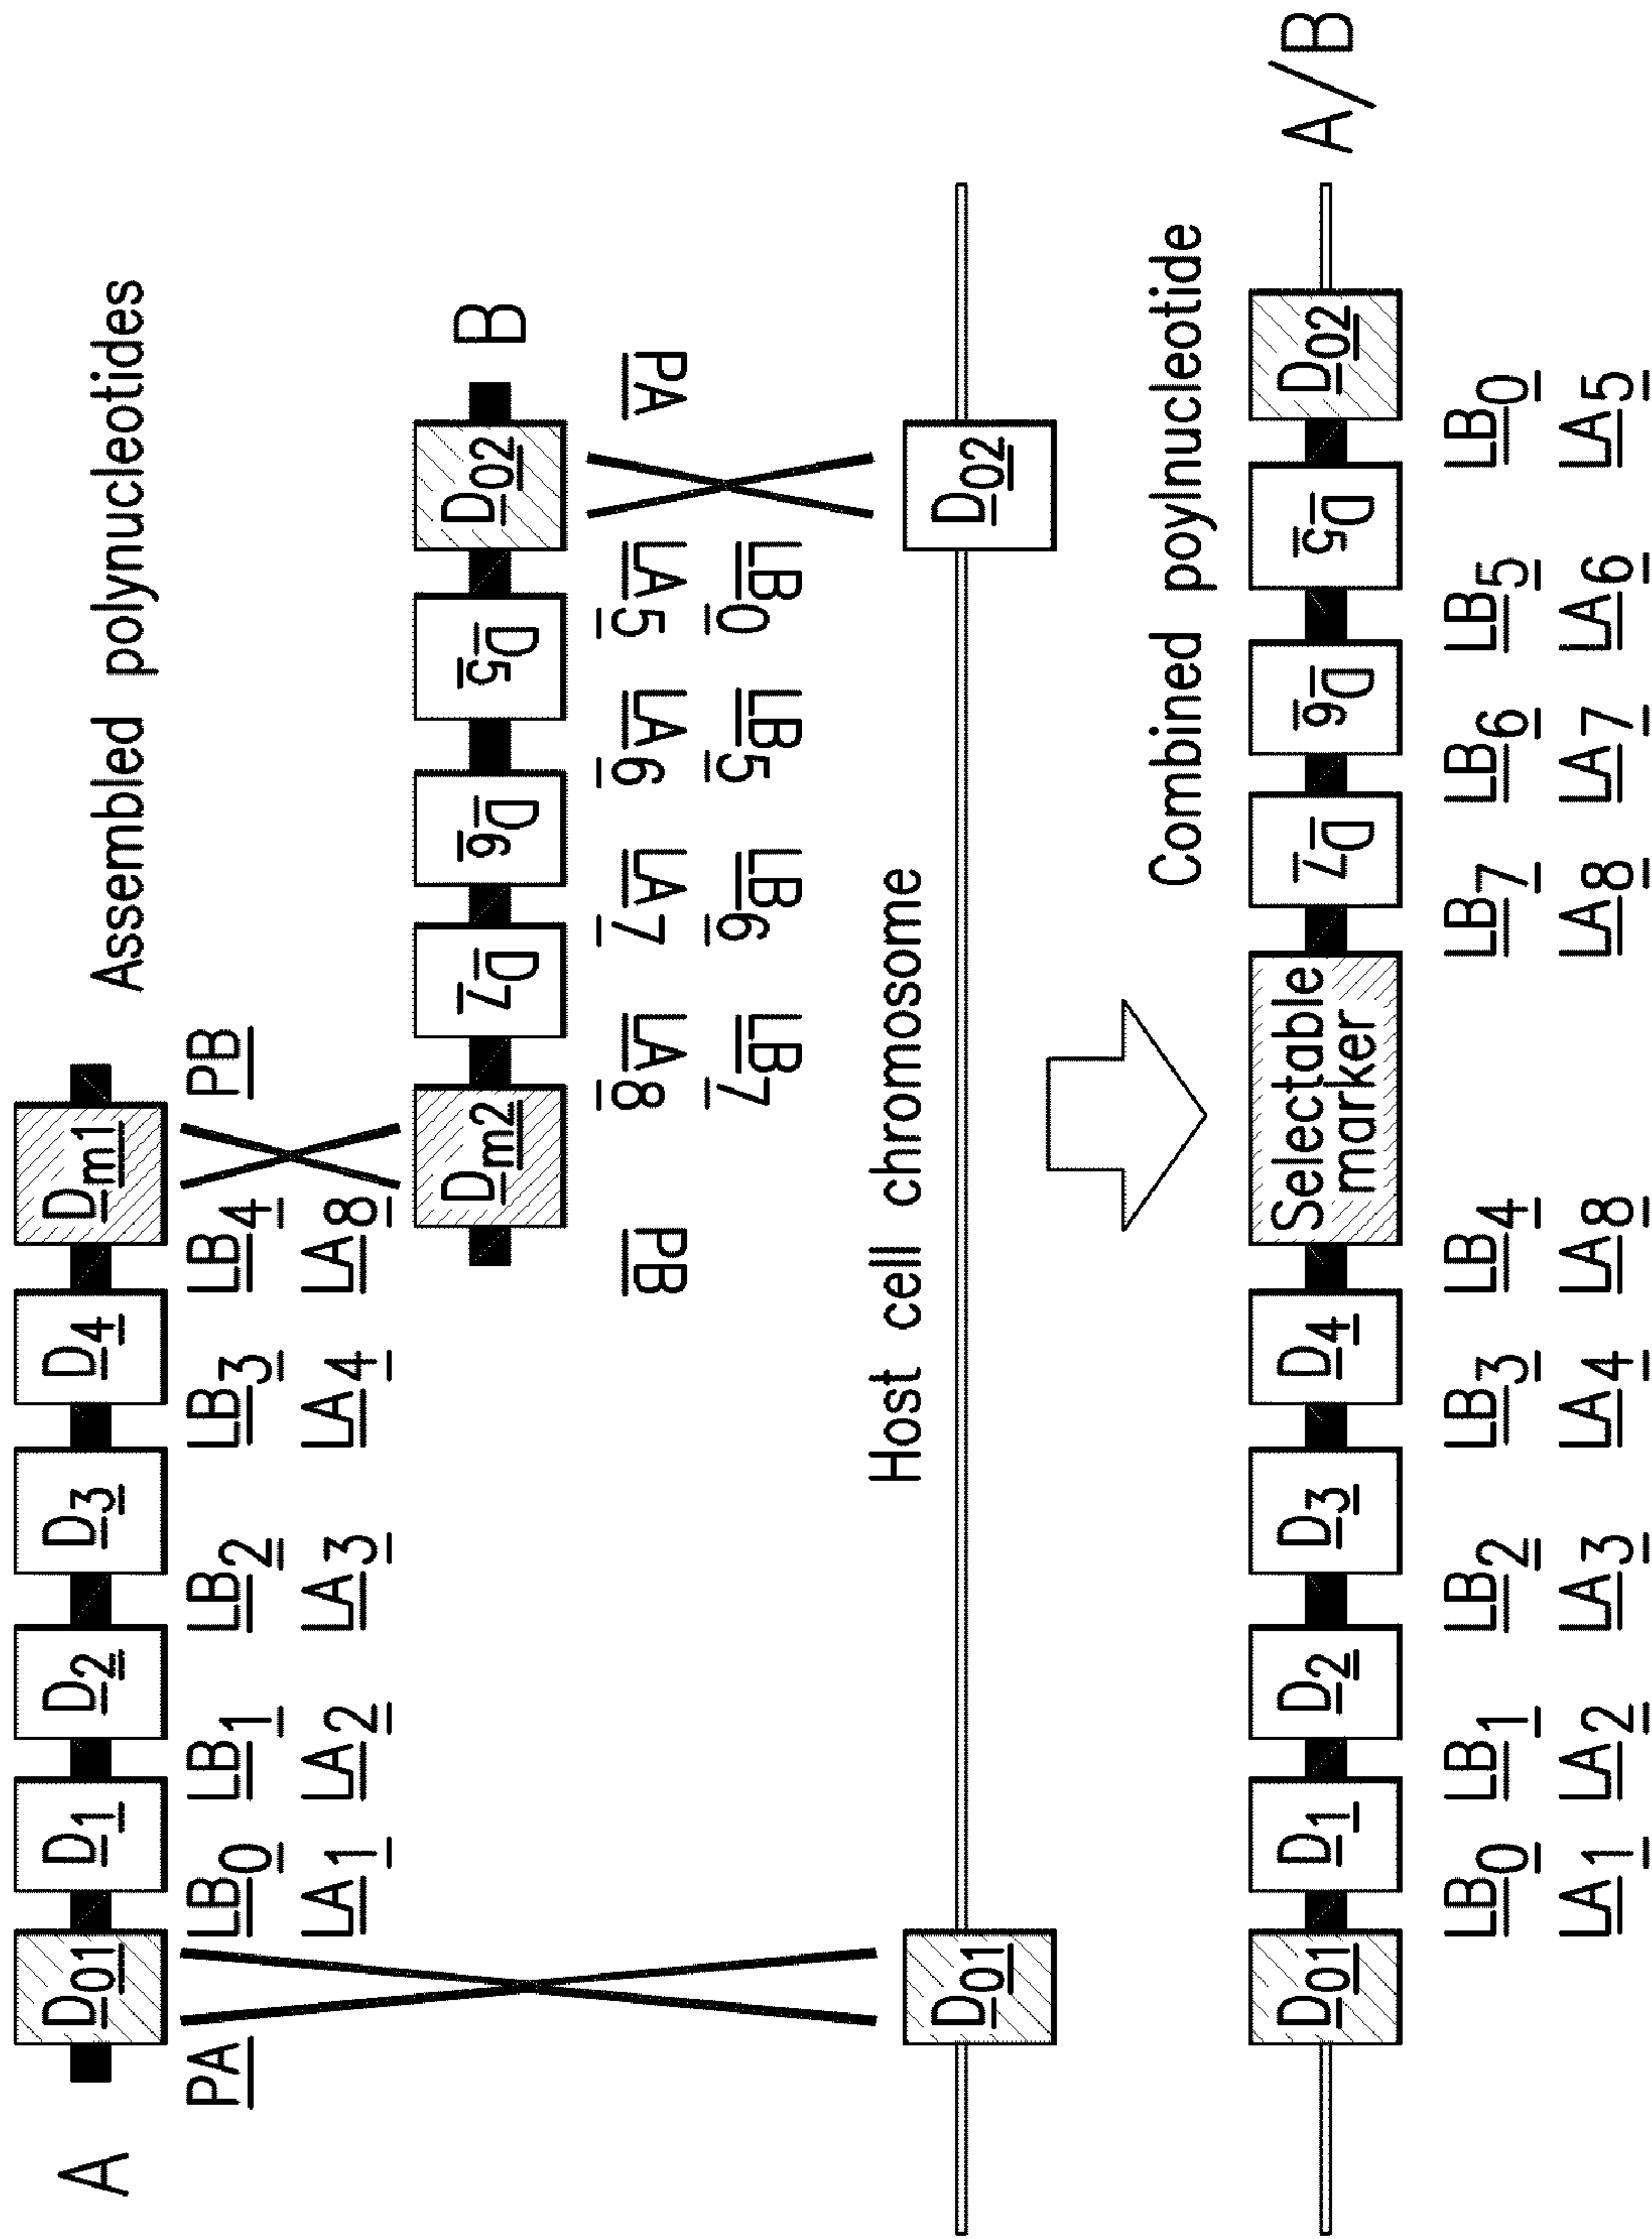 Assembled polynucleotides
A
D01 D1 D2 D3 D4 Dm1
PA LB0 LB1 LB2 LB3 LB4 PB
LA1 LA2 LA3 LA4 LA8
Dm2 D7 D6 D5 D02 B
PB LA8 LA7 LA6 LA5 PA
LB7 LB6 LB5 LB0
Host cell chromosome
D01 D02
Combined poylnucleotide
D01 D1 D2 D3 D4 Selectable marker D7 D6 D5 D02 A/B
LB0 LB1 LB2 LB3 LB4 LB7 LB6 LB5 LB0
LA1 LA2 LA3 LA4 LA8 LA8 LA7 LA6 LA5